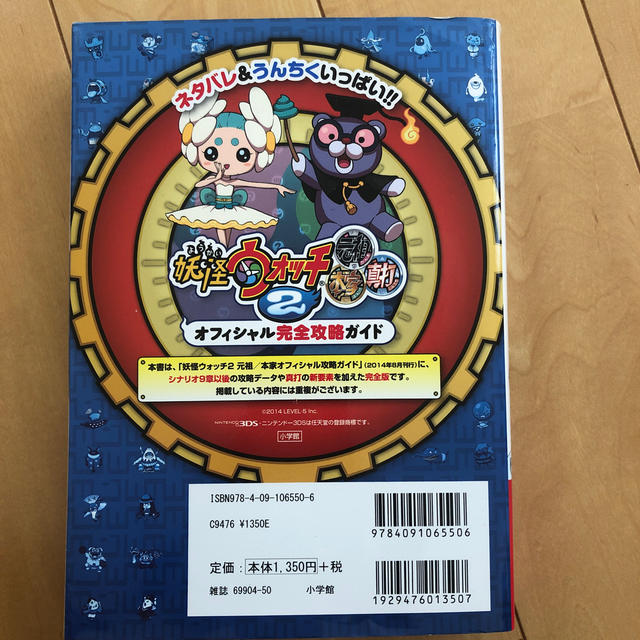 ネタバレ&うんちくいっぱい!!
ようかい
妖怪ウォッチ2
元祖
本家
真打
オフィシャル完全攻略ガイド
本書は、「妖怪ウォッチ2 元祖/本家オフィシャル攻略ガイド」(2014年8月刊行)に、
シナリオ9章以後の攻略データや真打の新要素を加えた完全版です。
掲載している内容には重複がございます。
©2014 LEVEL-5 Inc.
NINTENDO3DS・ニンテンドー3DSは任天堂の登録商標です。
小学館
ISBN978-4-09-106550-6
C9476 ¥1350E
定価:本体1,350円+税
雑誌 69904-50 小学館
9784091065506
1929476013507